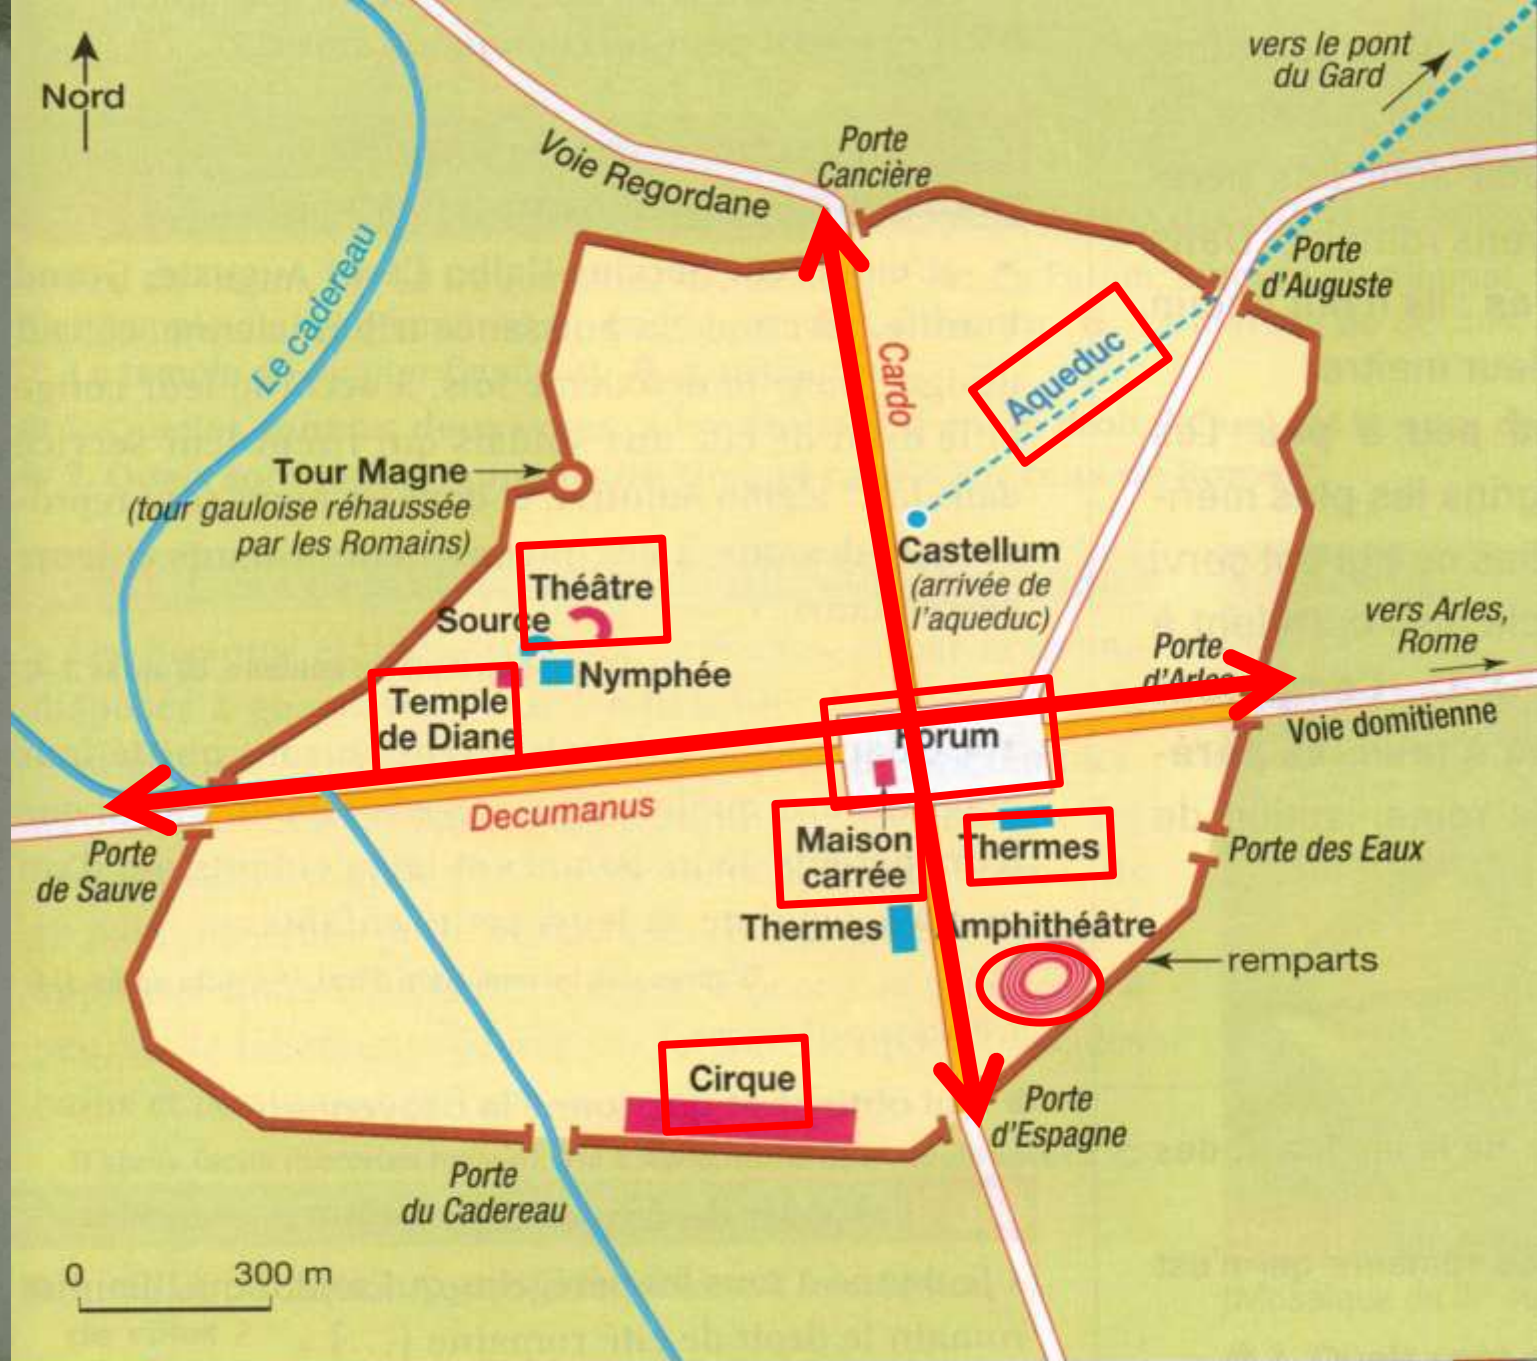 Nord
vers le pont
du Gard
Porte
Cancière
Voie Regordane
Le cadereau
Porte
d'Auguste
Aqueduc
Cardo
Tour Magne
(tour gauloise réhaussée
par les Romains)
Castellum
(arrivée de
l'aqueduc)
Théâtre
Source
Nymphée
Temple
de Diane
vers Arles,
Rome
Porte
d'Arles
Voie domitienne
Forum
Decumanus
Maison
carrée
Thermes
Porte des Eaux
Porte
de Sauve
Thermes
Amphithéâtre
remparts
Cirque
Porte
d'Espagne
Porte
du Cadereau
0 300 m